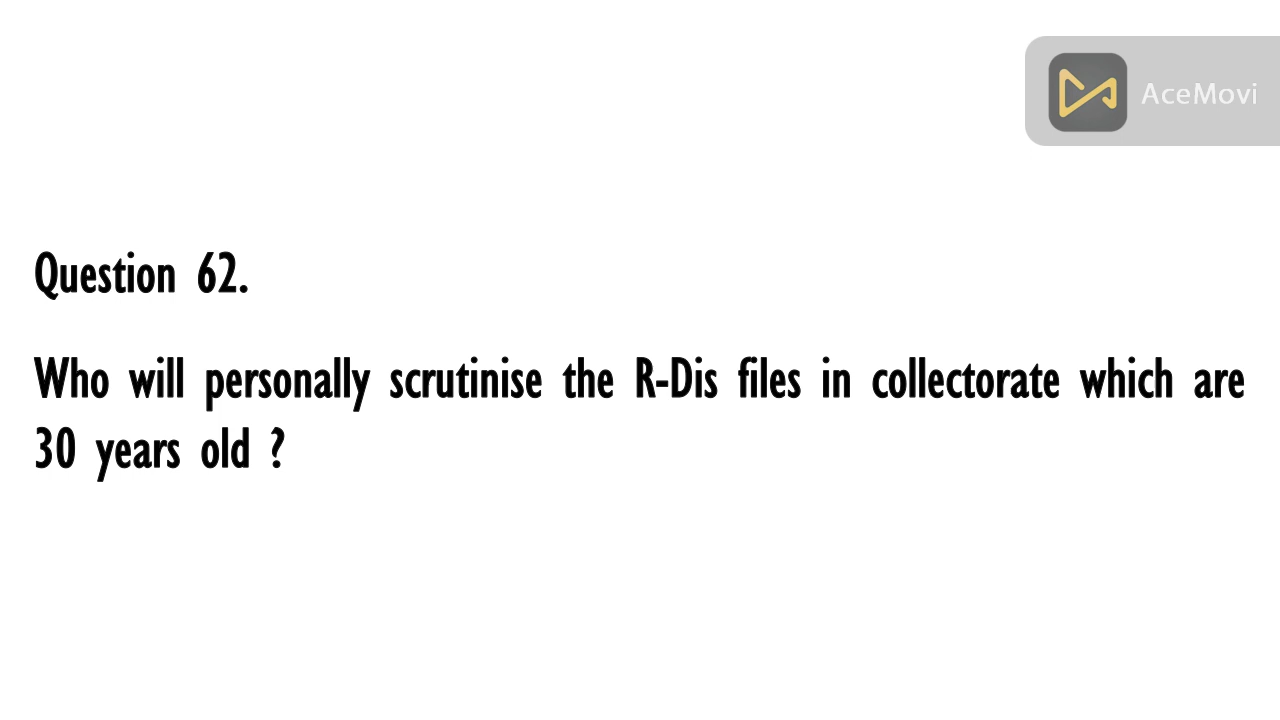 AceMovi
Question 62.
Who will personally scrutinise the R-Dis files in collectorate which are
30 years old ?